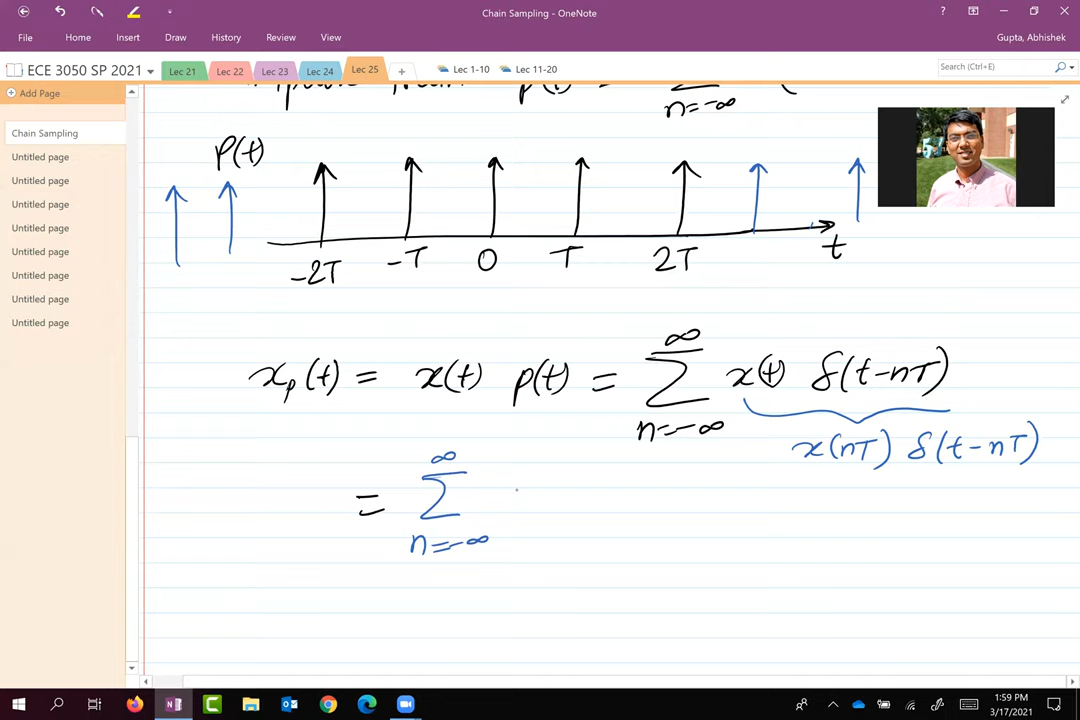 Chain Sampling - OneNote
?
File Home Insert Draw History Review View Gupta, Abhishek
ECE 3050 SP 2021 Lec 21 Lec 22 Lec 23 Lec 24 Lec 25 + Lec 1-10 Lec 11-20 Search (Ctrl+E)
Add Page
Chain Sampling
Untitled page
Untitled page
Untitled page
Untitled page
Untitled page
Untitled page
Untitled page
Untitled page
p(t) = Σ n=-∞
P(t)
-2T -T 0 T 2T t
x_p(t) = x(t) p(t) = Σ_{n=-∞}^{∞} x(t) δ(t-nT)
x(nT) δ(t-nT)
= Σ_{n=-∞}^{∞}
1:59 PM
3/17/2021